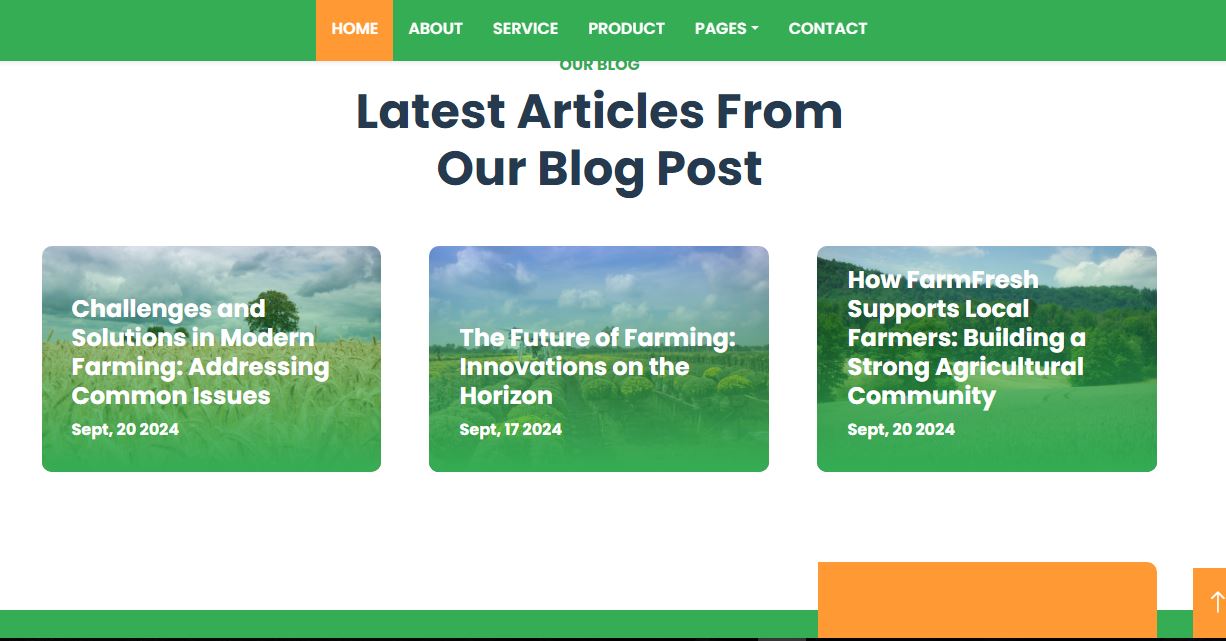 HOME ABOUT SERVICE PRODUCT PAGES CONTACT
OUR BLOG
Latest Articles From
Our Blog Post
Challenges and
Solutions in Modern
Farming: Addressing
Common Issues
Sept, 20 2024
The Future of Farming:
Innovations on the
Horizon
Sept, 17 2024
How FarmFresh
Supports Local
Farmers: Building a
Strong Agricultural
Community
Sept, 20 2024